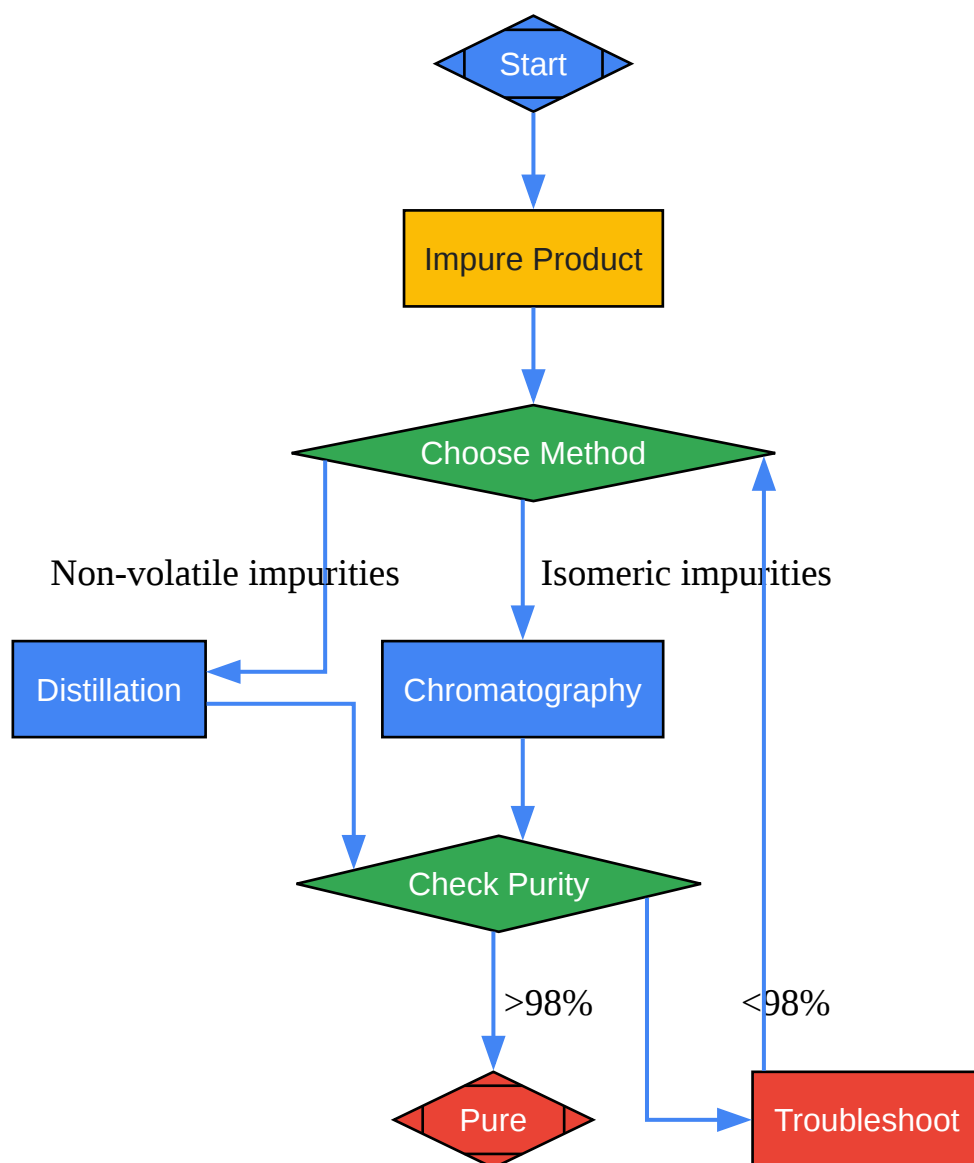 Start
Impure Product
Choose Method
Non-volatile impurities
Isomeric impurities
Distillation
Chromatography
Check Purity
>98%
<98%
Pure
Troubleshoot